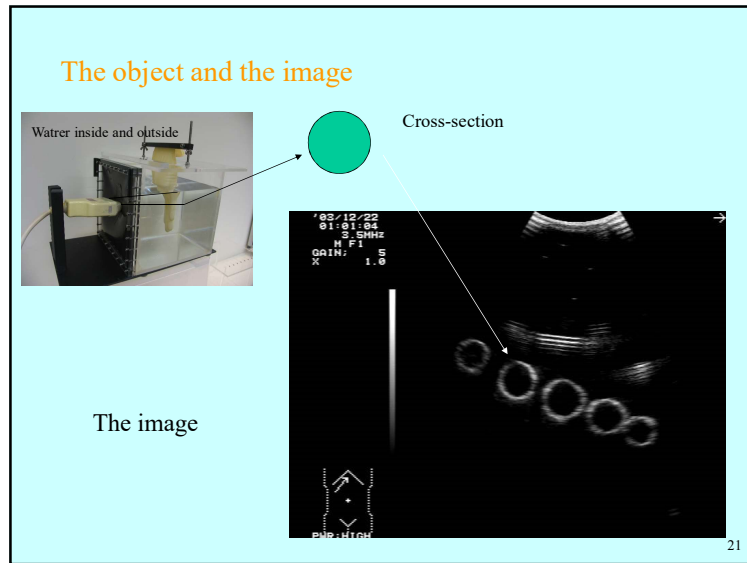 The object and the image
Watrer inside and outside
Cross-section
'03/12/22
01:01:04
3.5MHz
M F1
GAIN; 5
X 1.0
The image
PWR:HIGH
21